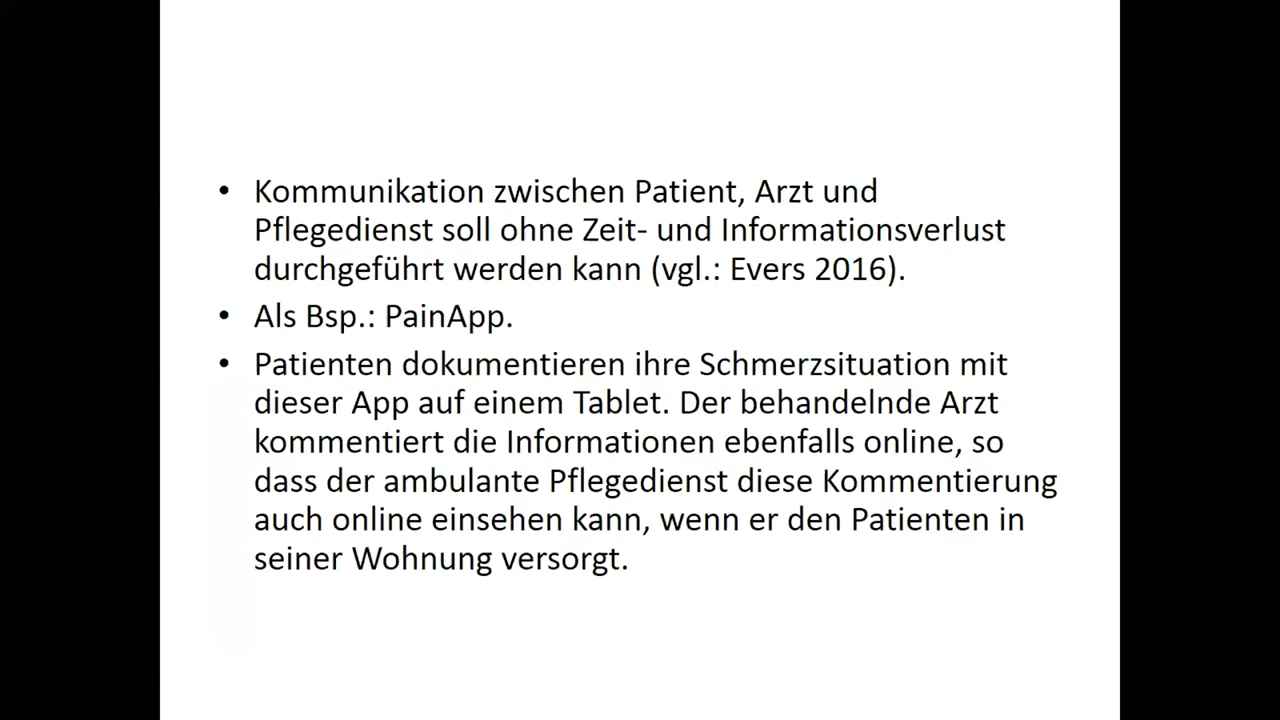 • Kommunikation zwischen Patient, Arzt und
Pflegedienst soll ohne Zeit- und Informationsverlust
durchgeführt werden kann (vgl.: Evers 2016).
• Als Bsp.: PainApp.
• Patienten dokumentieren ihre Schmerzsituation mit
dieser App auf einem Tablet. Der behandelnde Arzt
kommentiert die Informationen ebenfalls online, so
dass der ambulante Pflegedienst diese Kommentierung
auch online einsehen kann, wenn er den Patienten in
seiner Wohnung versorgt.